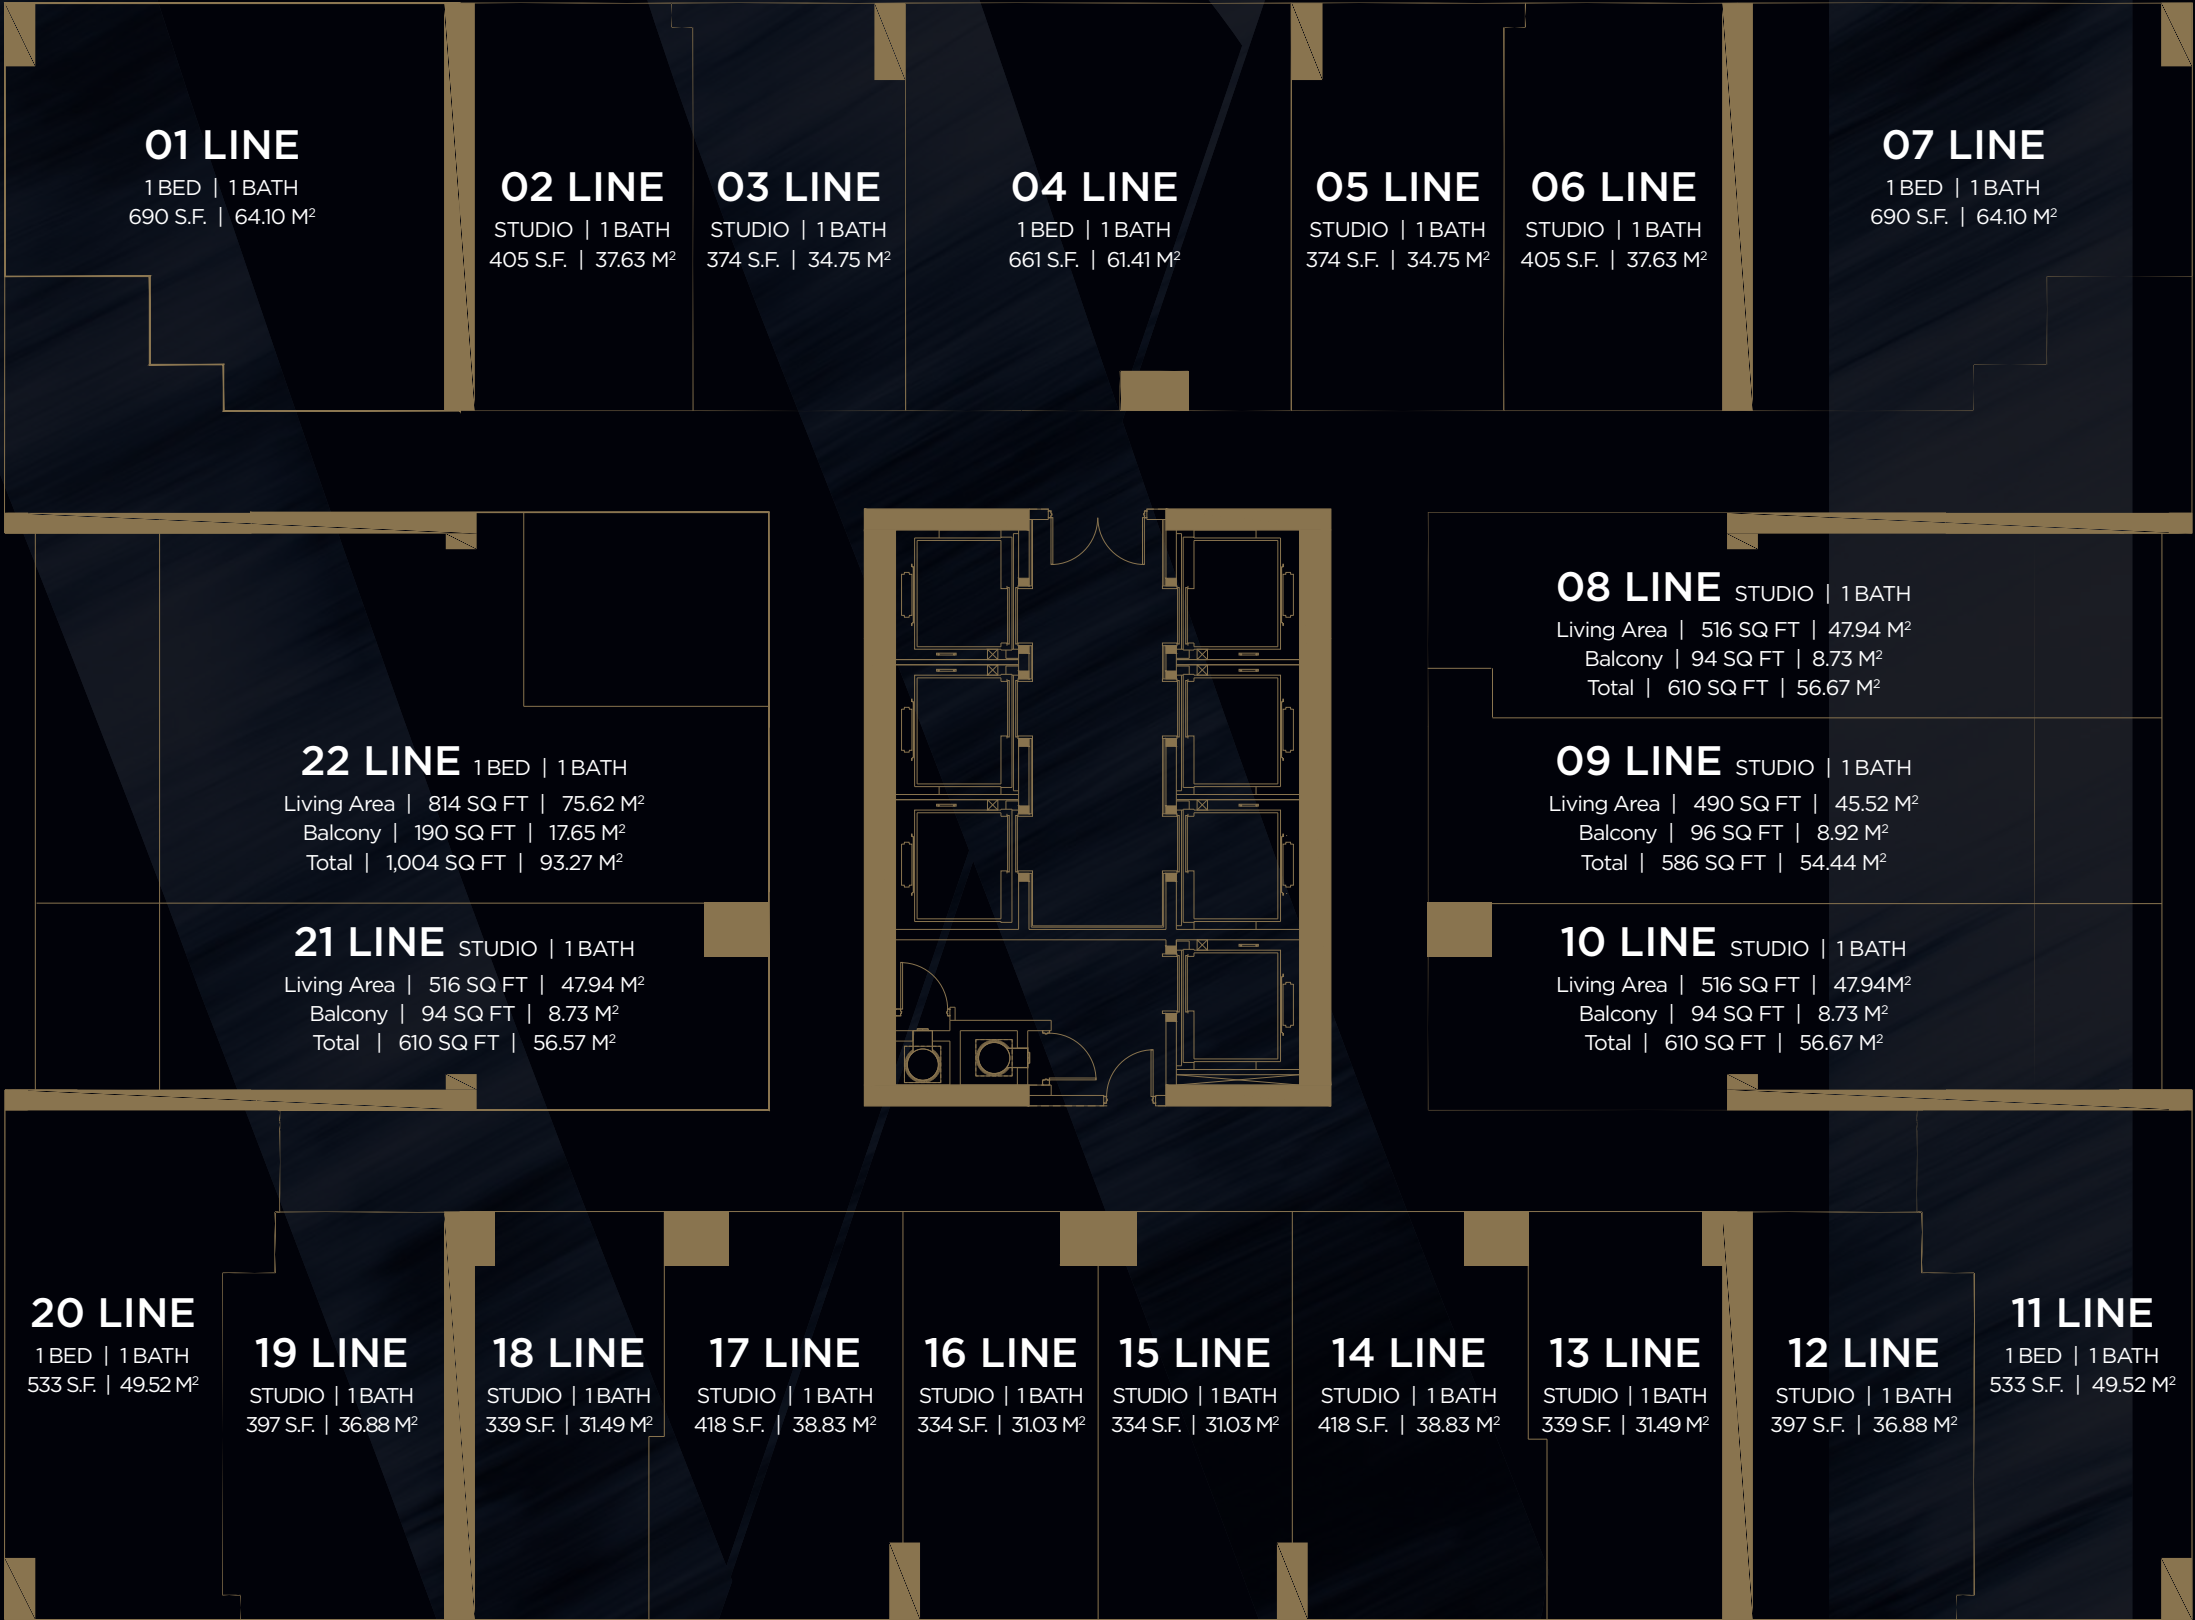 01 LINE
1 BED | 1 BATH
690 S.F. | 64.10 M²
02 LINE
STUDIO | 1 BATH
405 S.F. | 37.63 M²
03 LINE
STUDIO | 1 BATH
374 S.F. | 34.75 M²
04 LINE
1 BED | 1 BATH
661 S.F. | 61.41 M²
05 LINE
STUDIO | 1 BATH
374 S.F. | 34.75 M²
06 LINE
STUDIO | 1 BATH
405 S.F. | 37.63 M²
07 LINE
1 BED | 1 BATH
690 S.F. | 64.10 M²
22 LINE 1 BED | 1 BATH
Living Area | 814 SQ FT | 75.62 M²
Balcony | 190 SQ FT | 17.65 M²
Total | 1,004 SQ FT | 93.27 M²
21 LINE STUDIO | 1 BATH
Living Area | 516 SQ FT | 47.94 M²
Balcony | 94 SQ FT | 8.73 M²
Total | 610 SQ FT | 56.57 M²
08 LINE STUDIO | 1 BATH
Living Area | 516 SQ FT | 47.94 M²
Balcony | 94 SQ FT | 8.73 M²
Total | 610 SQ FT | 56.67 M²
09 LINE STUDIO | 1 BATH
Living Area | 490 SQ FT | 45.52 M²
Balcony | 96 SQ FT | 8.92 M²
Total | 586 SQ FT | 54.44 M²
10 LINE STUDIO | 1 BATH
Living Area | 516 SQ FT | 47.94M²
Balcony | 94 SQ FT | 8.73 M²
Total | 610 SQ FT | 56.67 M²
20 LINE
1 BED | 1 BATH
533 S.F. | 49.52 M²
19 LINE
STUDIO | 1 BATH
397 S.F. | 36.88 M²
18 LINE
STUDIO | 1 BATH
339 S.F. | 31.49 M²
17 LINE
STUDIO | 1 BATH
418 S.F. | 38.83 M²
16 LINE
STUDIO | 1 BATH
334 S.F. | 31.03 M²
15 LINE
STUDIO | 1 BATH
334 S.F. | 31.03 M²
14 LINE
STUDIO | 1 BATH
418 S.F. | 38.83 M²
13 LINE
STUDIO | 1 BATH
339 S.F. | 31.49 M²
12 LINE
STUDIO | 1 BATH
397 S.F. | 36.88 M²
11 LINE
1 BED | 1 BATH
533 S.F. | 49.52 M²